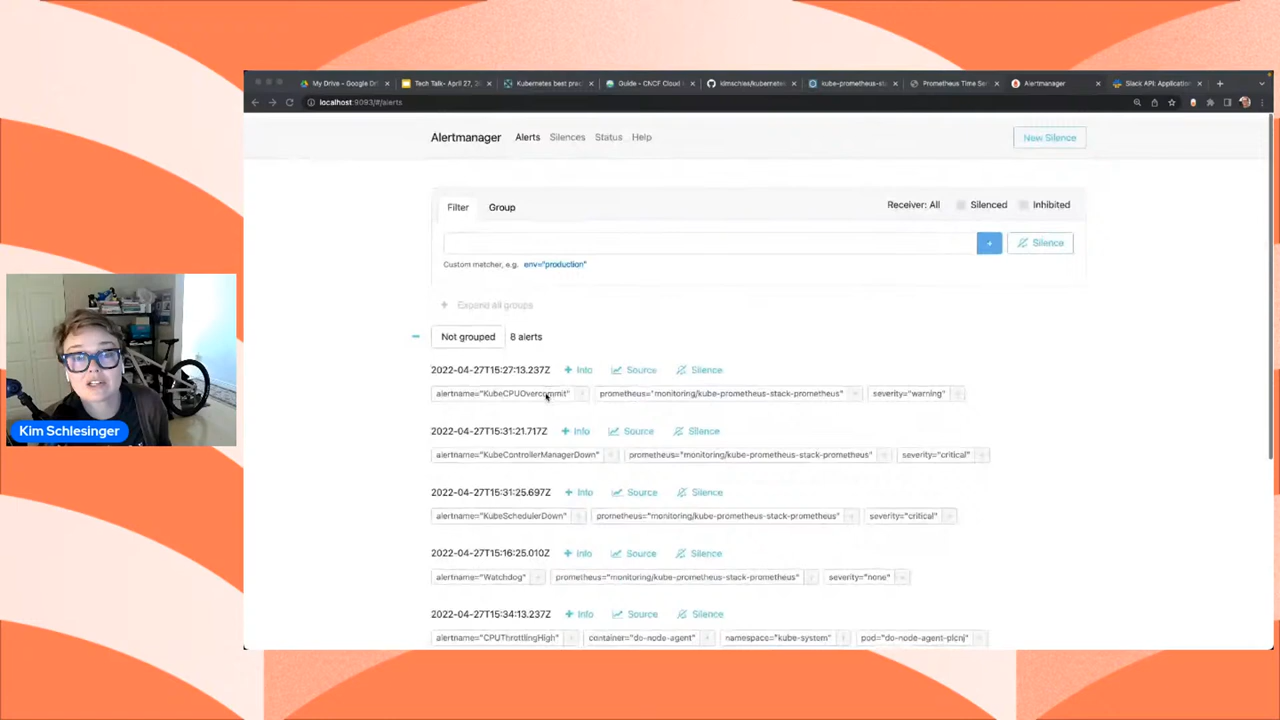 My Drive - Google Dri
Tech Talk- April 27, 2
Kubernetes best prac
Guide - CNCF Cloud
kimschles/kubernetes
kube-prometheus-st
Prometheus Time Se
Alertmanager
Slack API: Application
localhost:9093/#/alerts
Alertmanager Alerts Silences Status Help New Silence
Filter Group Receiver: All Silenced Inhibited
+ Silence
Custom matcher, e.g. env="production"
+ Expand all groups
− Not grouped 8 alerts
2022-04-27T15:27:13.237Z + Info Source Silence
alertname="KubeCPUOvercommit" + prometheus="monitoring/kube-prometheus-stack-prometheus" + severity="warning" +
2022-04-27T15:31:21.717Z + Info Source Silence
alertname="KubeControllerManagerDown" + prometheus="monitoring/kube-prometheus-stack-prometheus" + severity="critical" +
2022-04-27T15:31:25.697Z + Info Source Silence
alertname="KubeSchedulerDown" + prometheus="monitoring/kube-prometheus-stack-prometheus" + severity="critical" +
2022-04-27T15:16:25.010Z + Info Source Silence
alertname="Watchdog" + prometheus="monitoring/kube-prometheus-stack-prometheus" + severity="none" +
2022-04-27T15:34:13.237Z + Info Source Silence
alertname="CPUThrottlingHigh" + container="do-node-agent" + namespace="kube-system" + pod="do-node-agent-plcnj" +
Kim Schlesinger